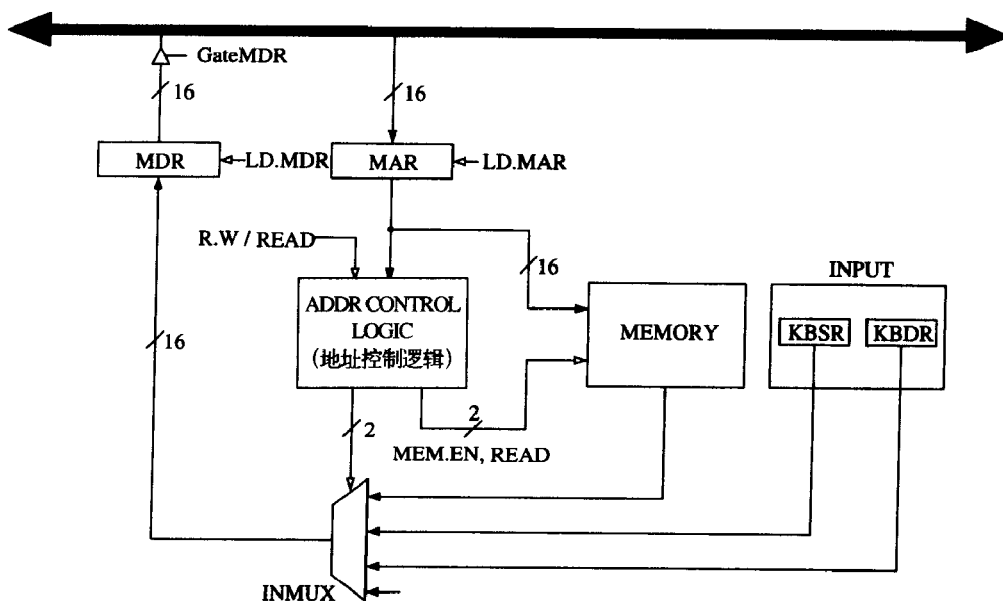 GateMDR
16
16
MDR
LD.MDR
MAR
LD.MAR
R.W / READ
16
INPUT
ADDR CONTROL
LOGIC
(地址控制逻辑)
MEMORY
KBSR
KBDR
16
2
2
MEM.EN, READ
INMUX